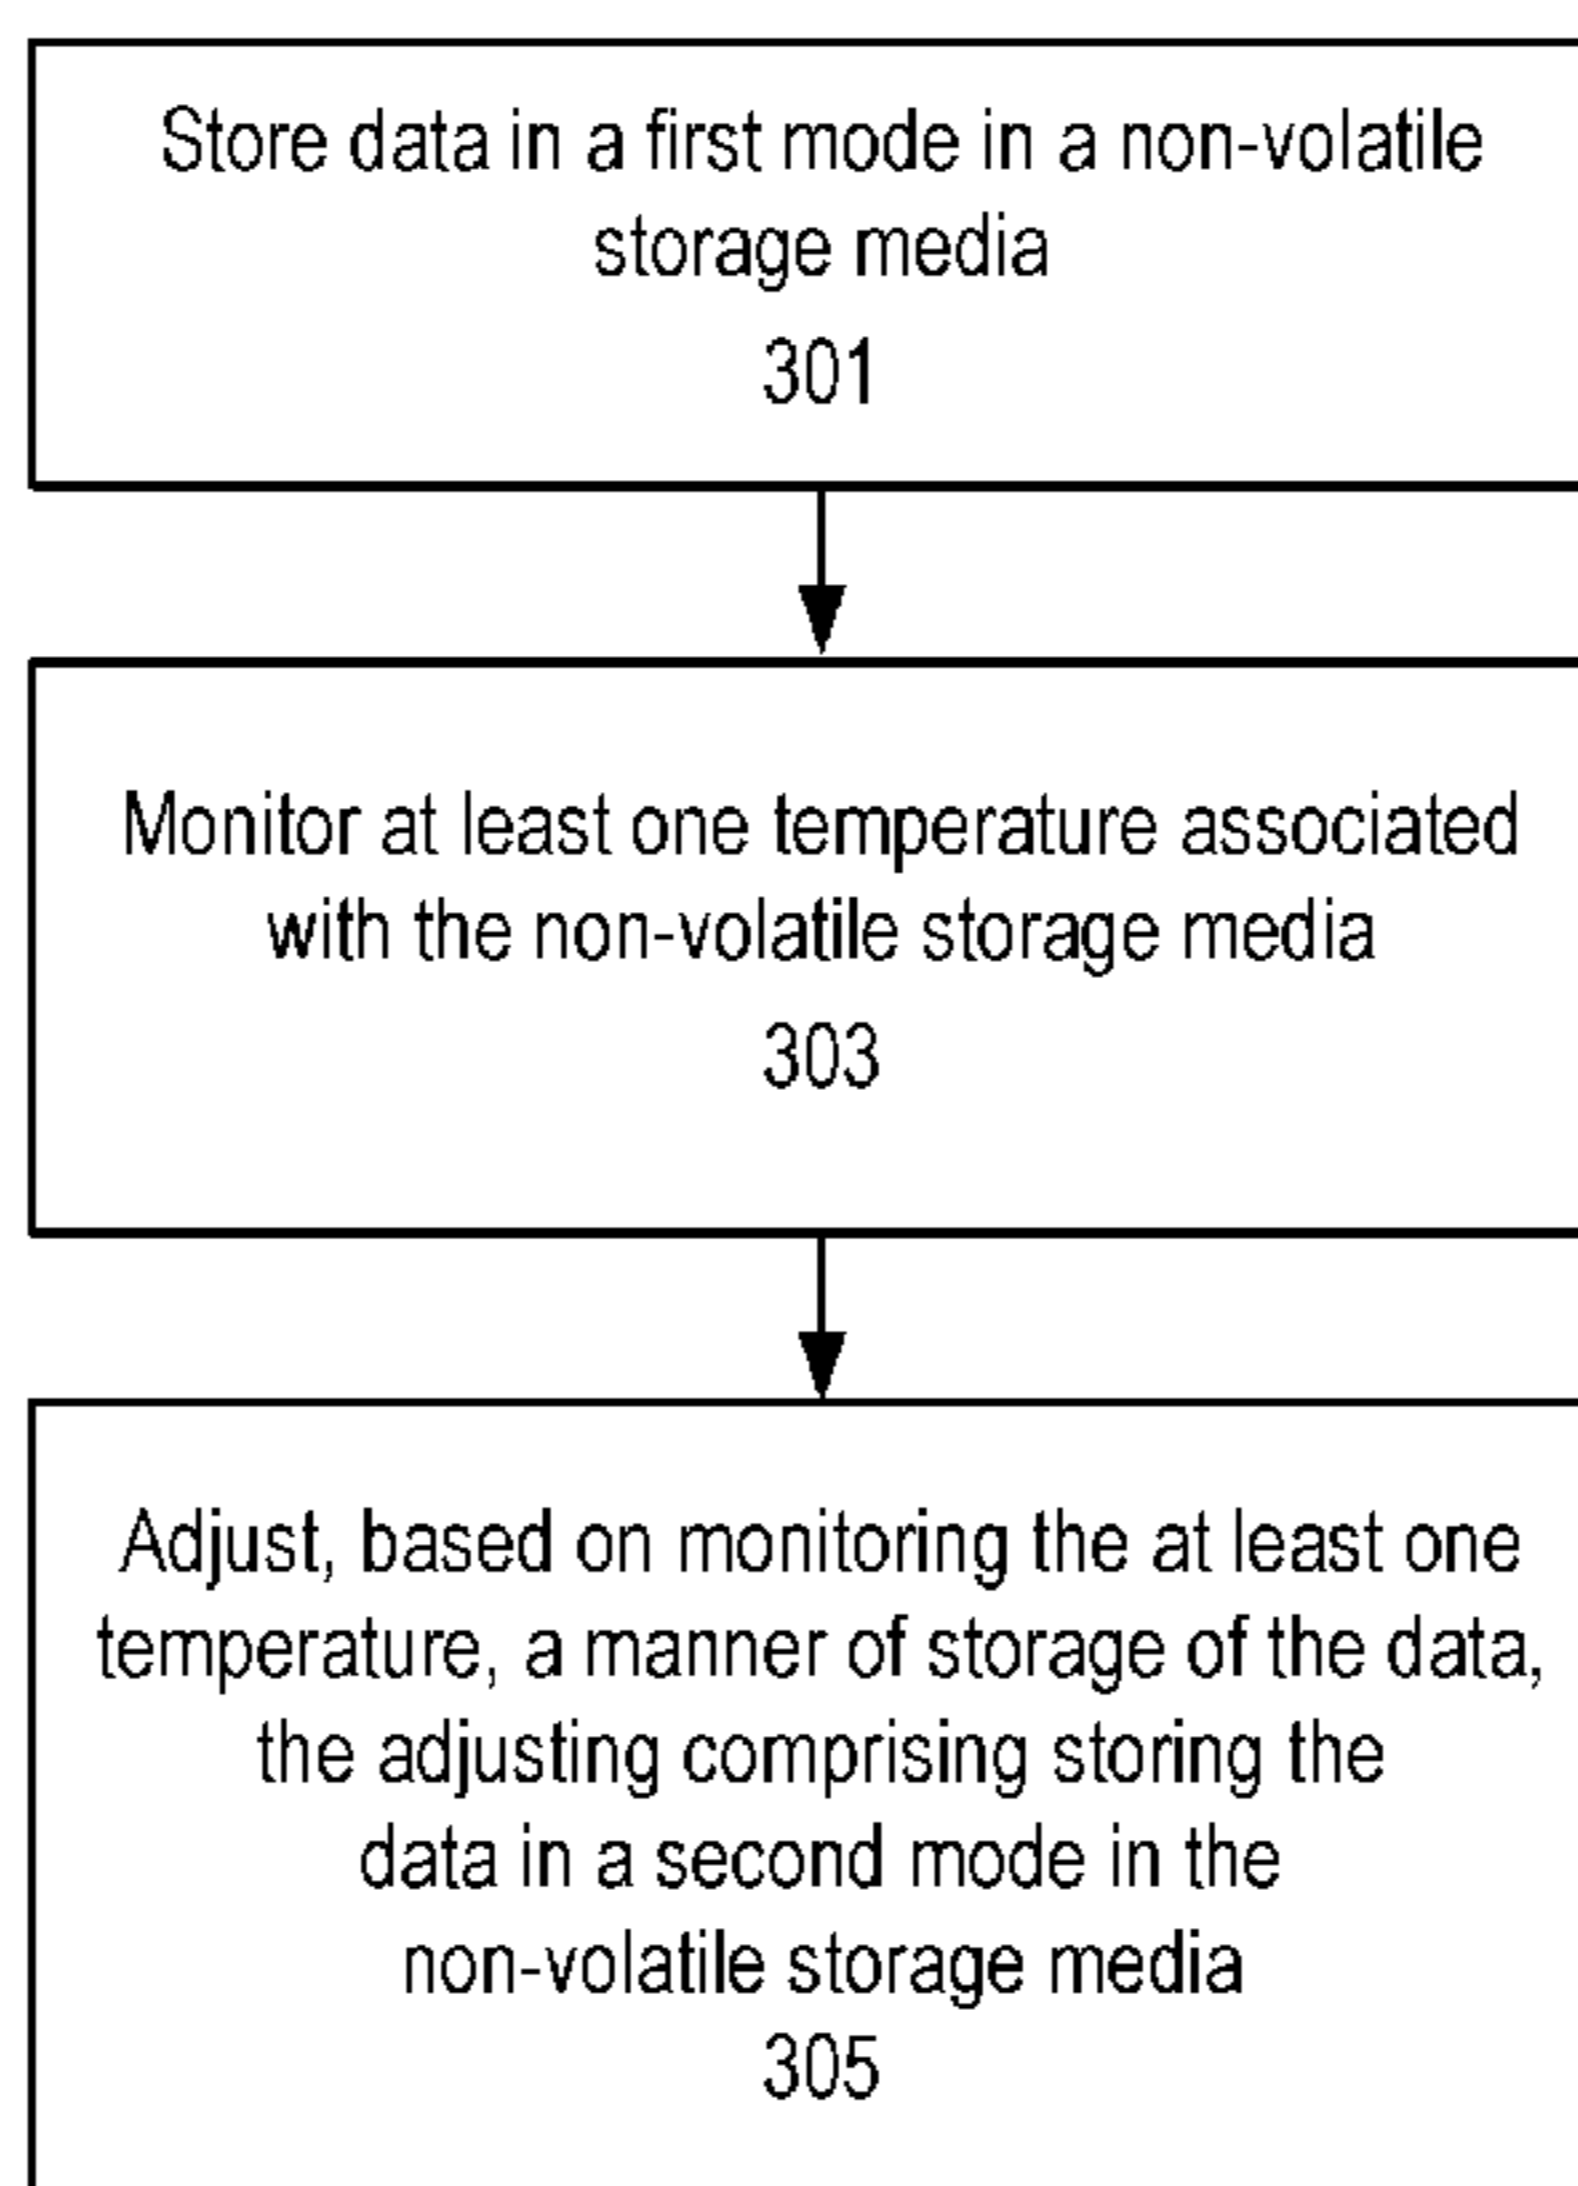 Store data in a first mode in a non-volatile
storage media
301
Monitor at least one temperature associated
with the non-volatile storage media
303
Adjust, based on monitoring the at least one
temperature, a manner of storage of the data,
the adjusting comprising storing the
data in a second mode in the
non-volatile storage media
305